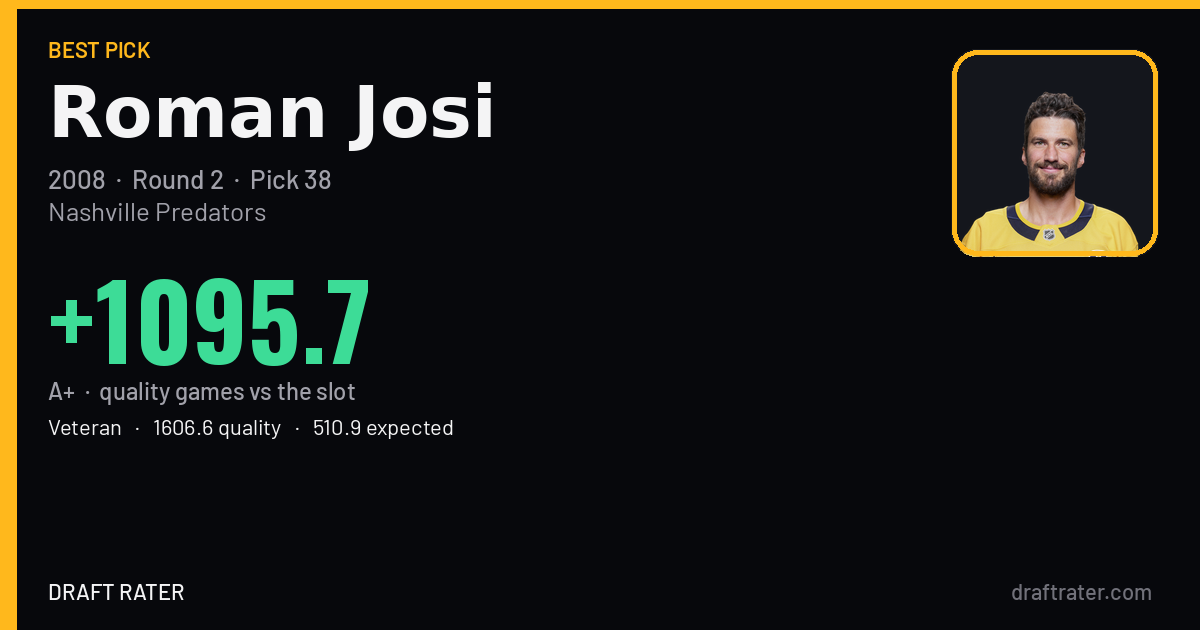 BEST PICK
Roman Josi
2008 · Round 2 · Pick 38
Nashville Predators
+1095.7
A+ · quality games vs the slot
Veteran · 1606.6 quality · 510.9 expected
DRAFT RATER
draftrater.com